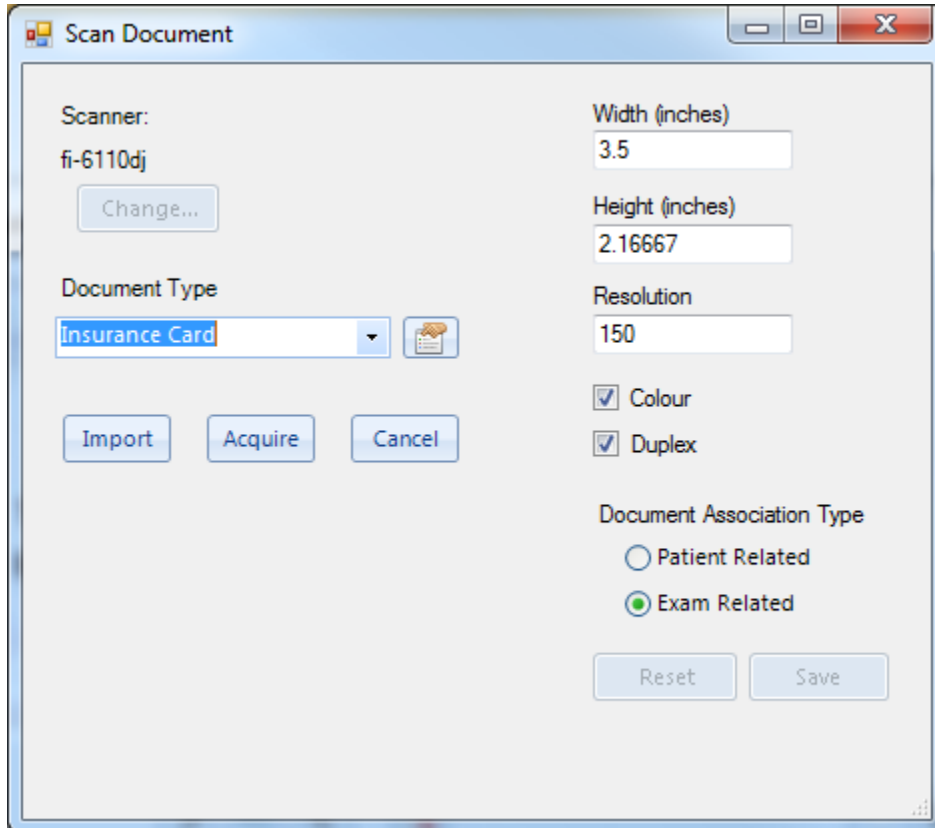 Scan Document
Scanner:
fi-6110dj
Change...
Document Type
Insurance Card
Import Acquire Cancel
Width (inches)
3.5
Height (inches)
2.16667
Resolution
150
Colour
Duplex
Document Association Type
Patient Related
Exam Related
Reset Save